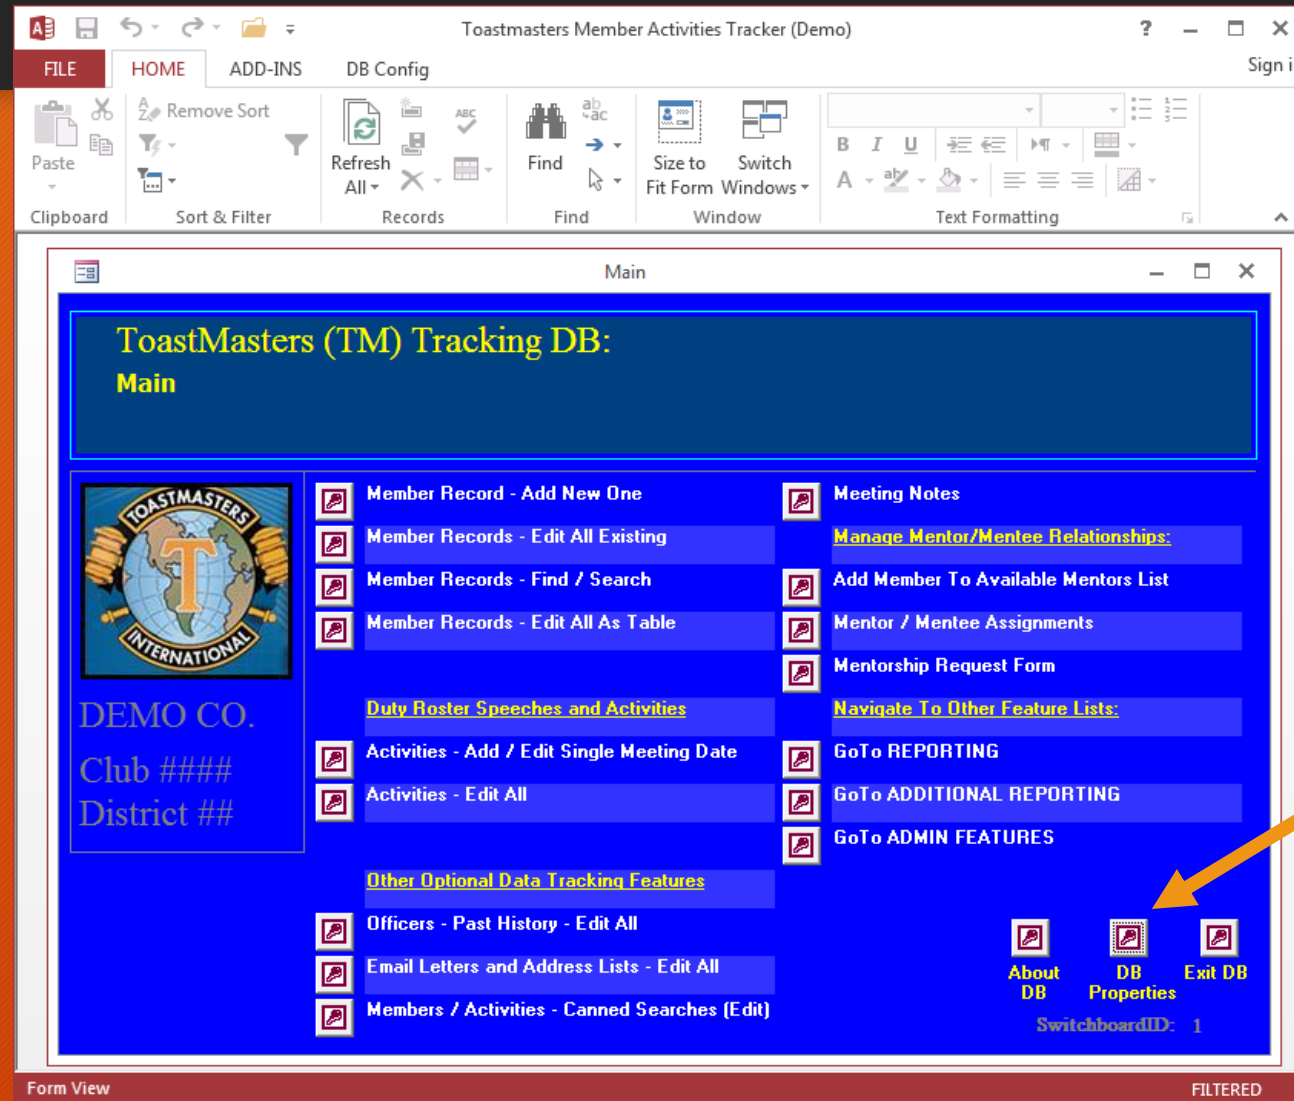 Toastmasters Member Activities Tracker (Demo)
?
FILE
HOME
ADD-INS
DB Config
Sign i
Paste
Clipboard
Remove Sort
Sort & Filter
Refresh
All
ABC
Records
Find
ab
ac
Find
Size to
Fit Form
Switch
Windows
Window
B I U
A
Text Formatting
Main
ToastMasters (TM) Tracking DB:
Main
TOASTMASTERS
T
INTERNATIONAL
DEMO CO.
Club ####
District ##
Member Record - Add New One
Member Records - Edit All Existing
Member Records - Find / Search
Member Records - Edit All As Table
Duty Roster Speeches and Activities
Activities - Add / Edit Single Meeting Date
Activities - Edit All
Other Optional Data Tracking Features
Officers - Past History - Edit All
Email Letters and Address Lists - Edit All
Members / Activities - Canned Searches (Edit)
Meeting Notes
Manage Mentor/Mentee Relationships:
Add Member To Available Mentors List
Mentor / Mentee Assignments
Mentorship Request Form
Navigate To Other Feature Lists:
GoTo REPORTING
GoTo ADDITIONAL REPORTING
GoTo ADMIN FEATURES
About
DB
DB
Properties
Exit DB
SwitchboardID: 1
Form View
FILTERED